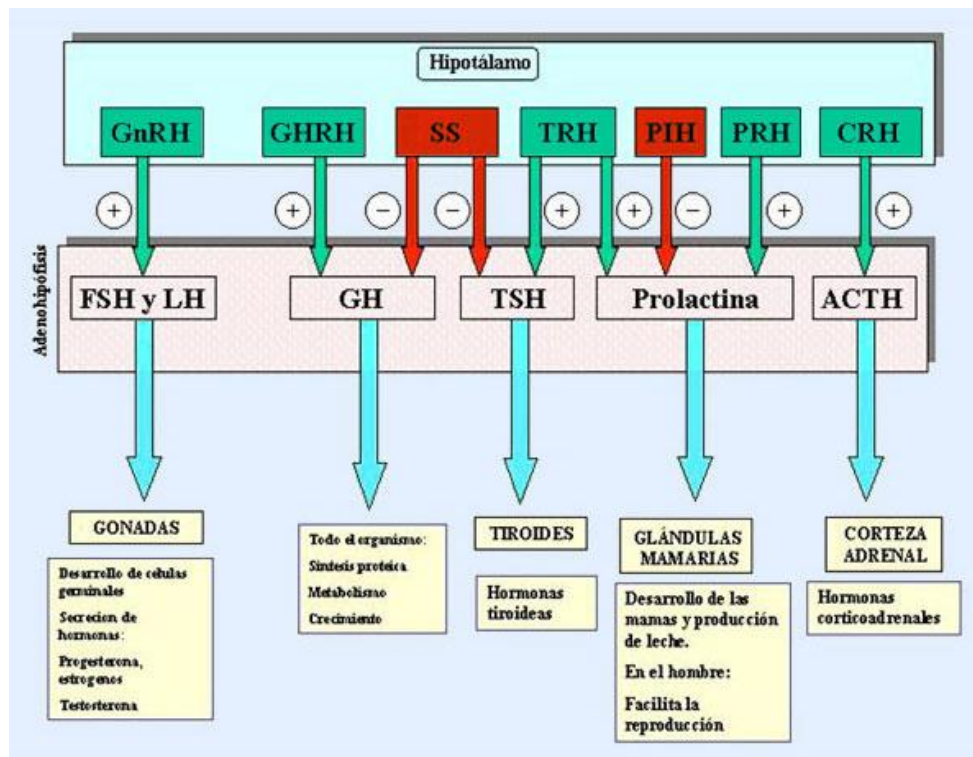 Hipotálamo
GnRH
GHRH
SS
TRH
PIH
PRH
CRH
+
+
−
−
+
+
−
+
+
Adenohipófisis
FSH y LH
GH
TSH
Prolactina
ACTH
GONADAS
Desarrollo de celulas
germinales
Secrecion de
hormonas:
Progesterona,
estrogenos
Testosterona
Todo el organismo:
Sintesis proteica
Metabolismo
Crecimiento
TIROIDES
Hormonas
tiroideas
GLÁNDULAS
MAMARIAS
Desarrollo de las
mamas y producción
de leche.
En el hombre:
Facilita la
reproducción
CORTEZA
ADRENAL
Hormonas
corticoadrenales